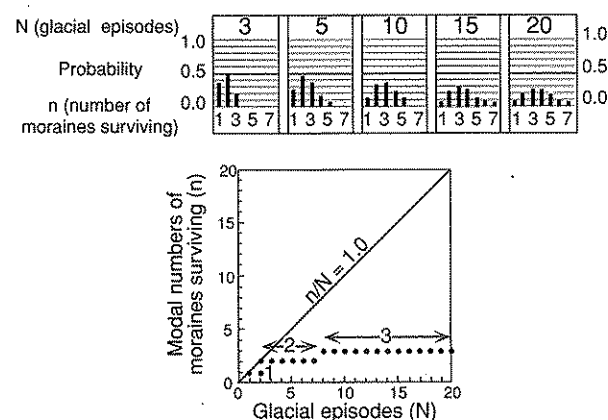 N (glacial episodes) 3 5 10 15 20
1.0 1.0
Probability 0.5 0.5
n (number of 0.0 0.0
moraines surviving) 1 3 5 7 1 3 5 7 1 3 5 7 1 3 5 7 1 3 5 7
Modal numbers of
moraines surviving (n)
20
15
10
5
0
n/N = 1.0
2
3
1
0 5 10 15 20
Glacial episodes (N)